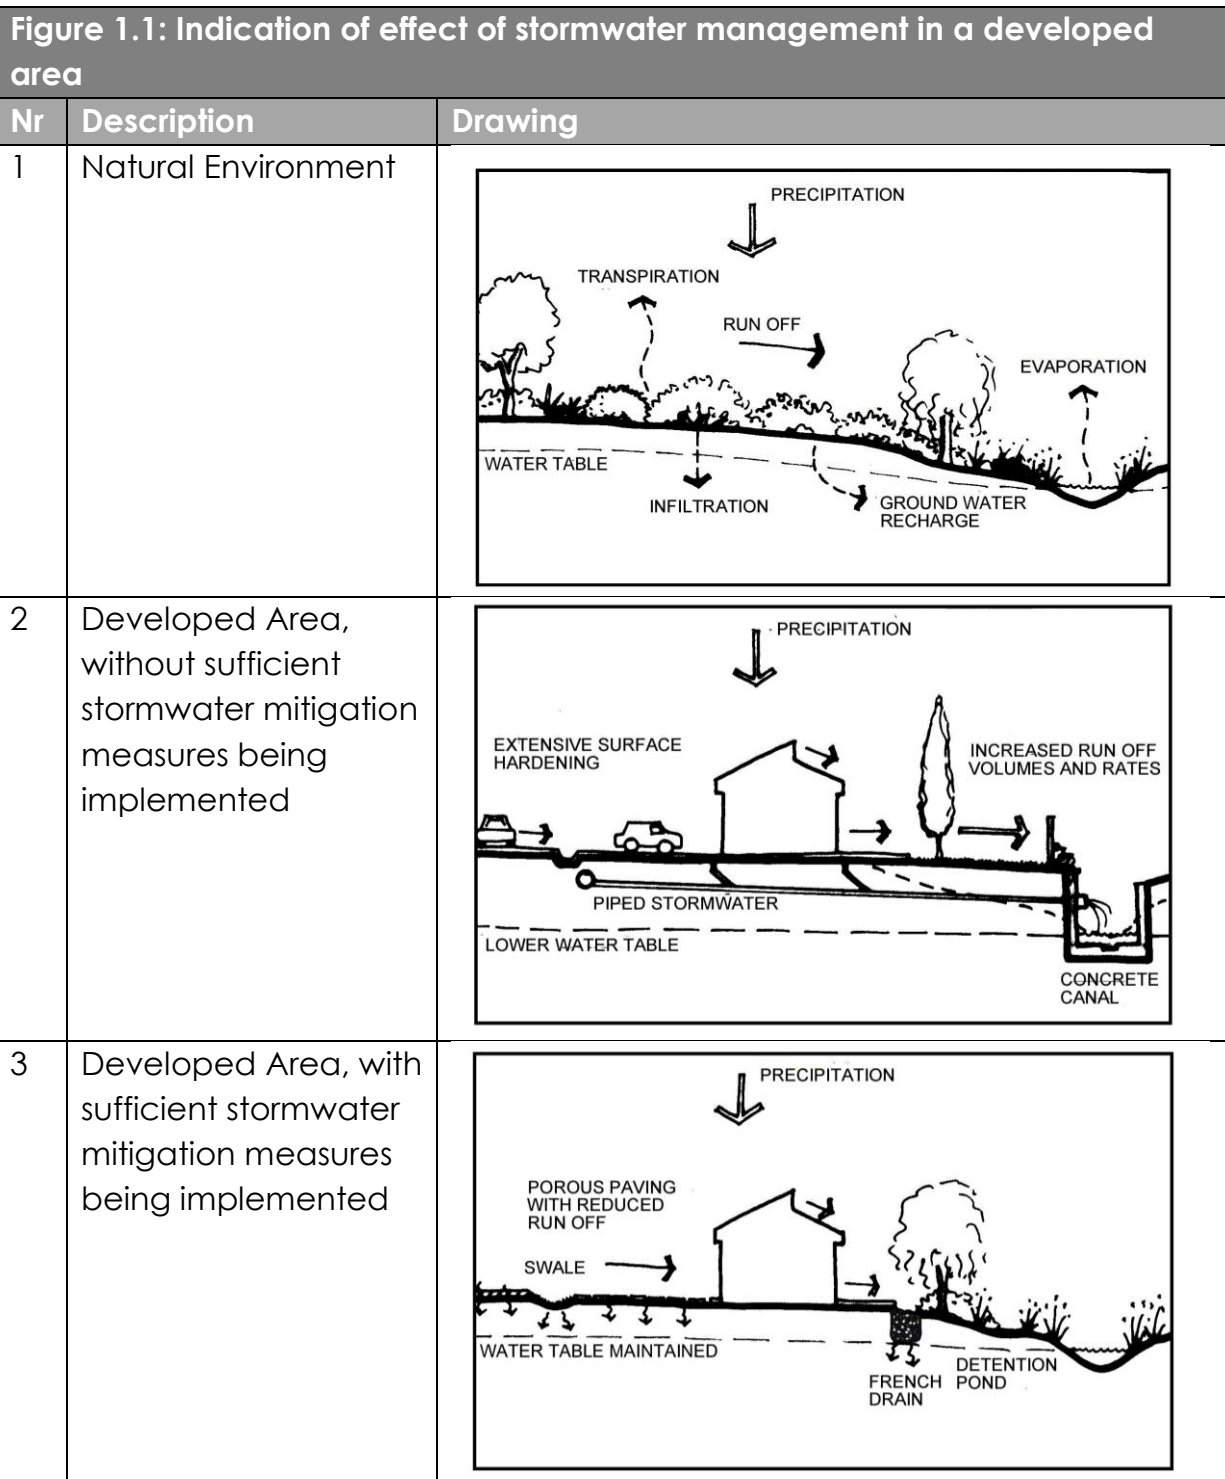 Figure 1.1: Indication of effect of stormwater management in a developed
area
Nr Description Drawing
1 Natural Environment
PRECIPITATION
TRANSPIRATION
RUN OFF
EVAPORATION
WATER TABLE
INFILTRATION
GROUND WATER
RECHARGE
2 Developed Area,
without sufficient
stormwater mitigation
measures being
implemented
PRECIPITATION
EXTENSIVE SURFACE
HARDENING
INCREASED RUN OFF
VOLUMES AND RATES
PIPED STORMWATER
LOWER WATER TABLE
CONCRETE
CANAL
3 Developed Area, with
sufficient stormwater
mitigation measures
being implemented
PRECIPITATION
POROUS PAVING
WITH REDUCED
RUN OFF
SWALE
WATER TABLE MAINTAINED
FRENCH
DRAIN
DETENTION
POND